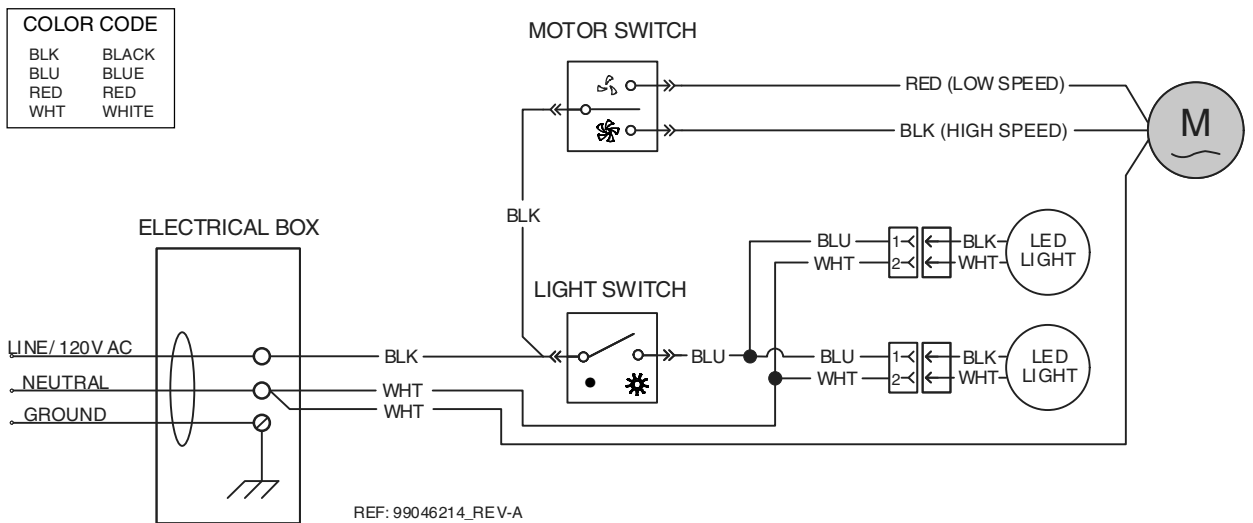 COLOR CODE
BLK BLACK
BLU BLUE
RED RED
WHT WHITE
MOTOR SWITCH
RED (LOW SPEED)
BLK (HIGH SPEED)
M
BLK
ELECTRICAL BOX
LINE/ 120V AC
NEUTRAL
GROUND
BLK
WHT
WHT
LIGHT SWITCH
BLU
BLU 1 BLK
WHT 2 WHT
LED
LIGHT
BLU 1 BLK
WHT 2 WHT
LED
LIGHT
REF: 99046214_REV-A